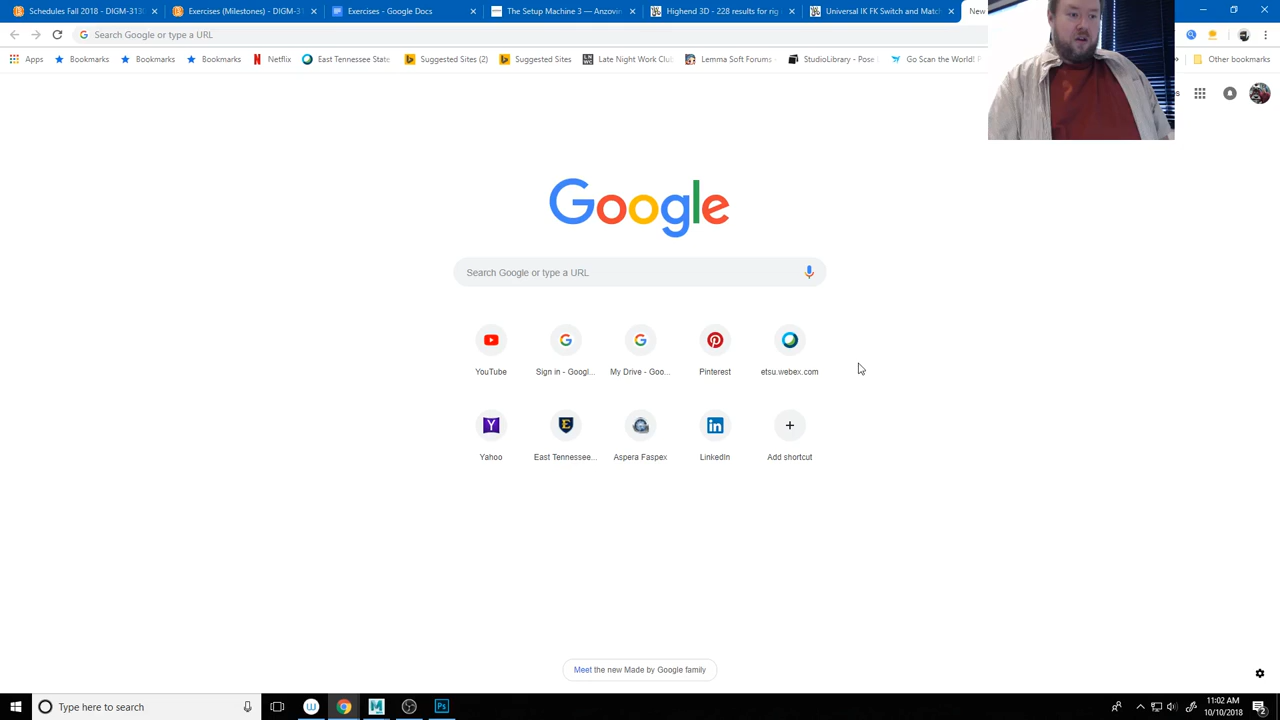 Schedules Fall 2018 - DIGM-313
Exercises (Milestones) - DIGM-3
Exercises - Google Docs
The Setup Machine 3 — Anzovin
Highend 3D - 228 results for rig
Universal IK FK Switch and Match
New
Search Google or type a URL
Apps
Bookmarks
Bookmarks
Bookmarks
Netflix
East Tennessee State
Suggested Sites (2)
Suggested Sites
Late Night Work Club
Lemma Soft Forums
StudioLibrary - Pose
Go Scan the World!
Other bookmarks
Google
Search Google or type a URL
YouTube
Sign in - Googl...
My Drive - Goo...
Pinterest
etsu.webex.com
Yahoo
East Tennessee...
Aspera Faspex
LinkedIn
Add shortcut
Meet the new Made by Google family
Type here to search
11:02 AM
10/10/2018
2